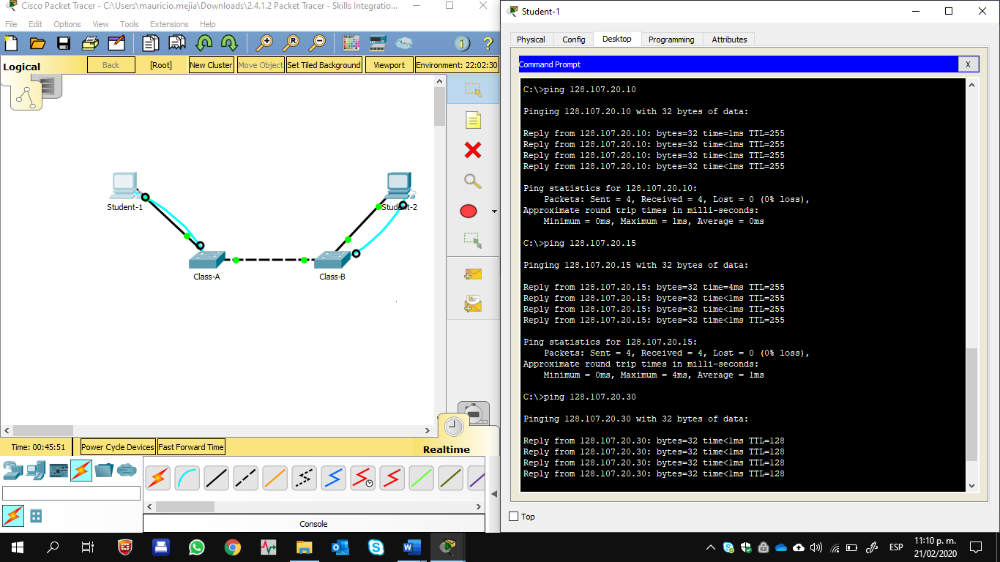 Cisco Packet Tracer - C:\Users\mauricio.mejia\Downloads\2.4.1.2 Packet Tracer - Skills Integratio...
File Edit Options View Tools Extensions Help
Logical
Back [Root] New Cluster Move Object Set Tiled Background Viewport Environment: 22:02:30
Student-1
Student-2
Class-A
Class-B
Time: 00:45:51 Power Cycle Devices Fast Forward Time
Realtime
Console
Student-1
Physical Config Desktop Programming Attributes
Command Prompt
X
C:\>ping 128.107.20.10
Pinging 128.107.20.10 with 32 bytes of data:
Reply from 128.107.20.10: bytes=32 time=1ms TTL=255
Reply from 128.107.20.10: bytes=32 time<1ms TTL=255
Reply from 128.107.20.10: bytes=32 time<1ms TTL=255
Reply from 128.107.20.10: bytes=32 time<1ms TTL=255
Ping statistics for 128.107.20.10:
Packets: Sent = 4, Received = 4, Lost = 0 (0% loss),
Approximate round trip times in milli-seconds:
Minimum = 0ms, Maximum = 1ms, Average = 0ms
C:\>ping 128.107.20.15
Pinging 128.107.20.15 with 32 bytes of data:
Reply from 128.107.20.15: bytes=32 time=4ms TTL=255
Reply from 128.107.20.15: bytes=32 time<1ms TTL=255
Reply from 128.107.20.15: bytes=32 time<1ms TTL=255
Reply from 128.107.20.15: bytes=32 time<1ms TTL=255
Ping statistics for 128.107.20.15:
Packets: Sent = 4, Received = 4, Lost = 0 (0% loss),
Approximate round trip times in milli-seconds:
Minimum = 0ms, Maximum = 4ms, Average = 1ms
C:\>ping 128.107.20.30
Pinging 128.107.20.30 with 32 bytes of data:
Reply from 128.107.20.30: bytes=32 time<1ms TTL=128
Reply from 128.107.20.30: bytes=32 time<1ms TTL=128
Reply from 128.107.20.30: bytes=32 time<1ms TTL=128
Reply from 128.107.20.30: bytes=32 time<1ms TTL=128
Top
ESP
11:10 p. m.
21/02/2020